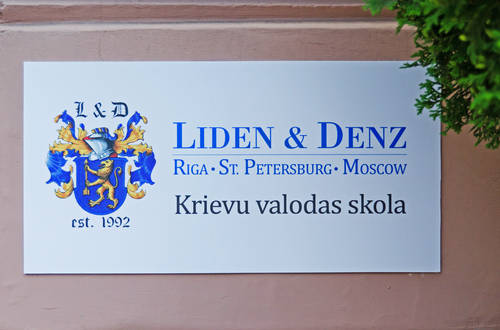 L & D
est. 1992
LIDEN & DENZ
RIGA · ST. PETERSBURG · MOSCOW
Krievu valodas skola